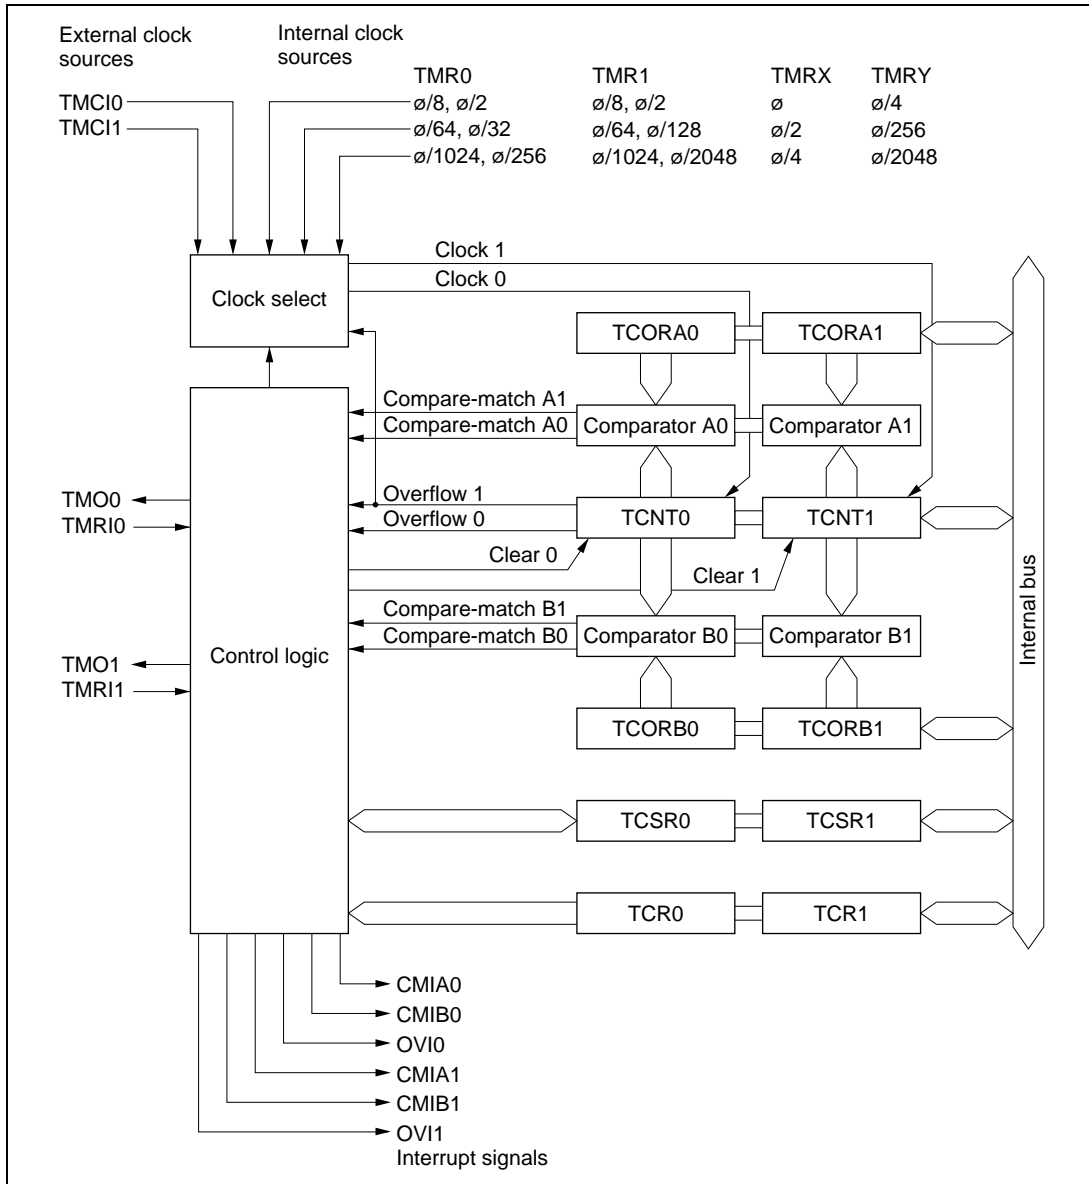 External clock
sources
Internal clock
sources
TMR0 TMR1 TMRX TMRY
TMCI0 ø/8, ø/2 ø/8, ø/2 ø ø/4
TMCI1 ø/64, ø/32 ø/64, ø/128 ø/2 ø/256
ø/1024, ø/256 ø/1024, ø/2048 ø/4 ø/2048
Clock 1
Clock 0
Clock select
TCORA0 TCORA1
Compare-match A1
Compare-match A0
Comparator A0 Comparator A1
TMO0
TMRI0
Overflow 1
Overflow 0
TCNT0 TCNT1
Clear 0
Clear 1
Compare-match B1
Compare-match B0
Comparator B0 Comparator B1
Control logic
TMO1
TMRI1
Internal bus
TCORB0 TCORB1
TCSR0 TCSR1
TCR0 TCR1
CMIA0
CMIB0
OVI0
CMIA1
CMIB1
OVI1
Interrupt signals